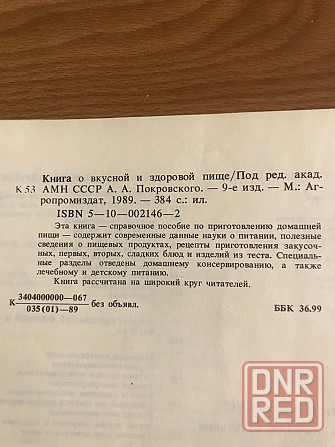 Книга о вкусной и здоровой пище/Под ред. акад.
К53 АМН СССР А. А. Покровского. — 9-е изд. — М.: Аг-
ропромиздат, 1989. — 384 с.: ил.
ISBN 5—10—002146—2
Эта книга — справочное пособие по приготовлению домашней
пищи — содержит современные данные науки о питании, полезные
сведения о пищевых продуктах, рецепты приготовления закусоч-
ных, первых, вторых, сладких блюд и изделий из теста. Специаль-
ные разделы отведены домашнему консервированию, а также
лечебному и детскому питанию.
Книга рассчитана на широкий круг читателей.
3404000000—067
К без объявл.
035(01)—89
ББК 36.99
DNR
RED